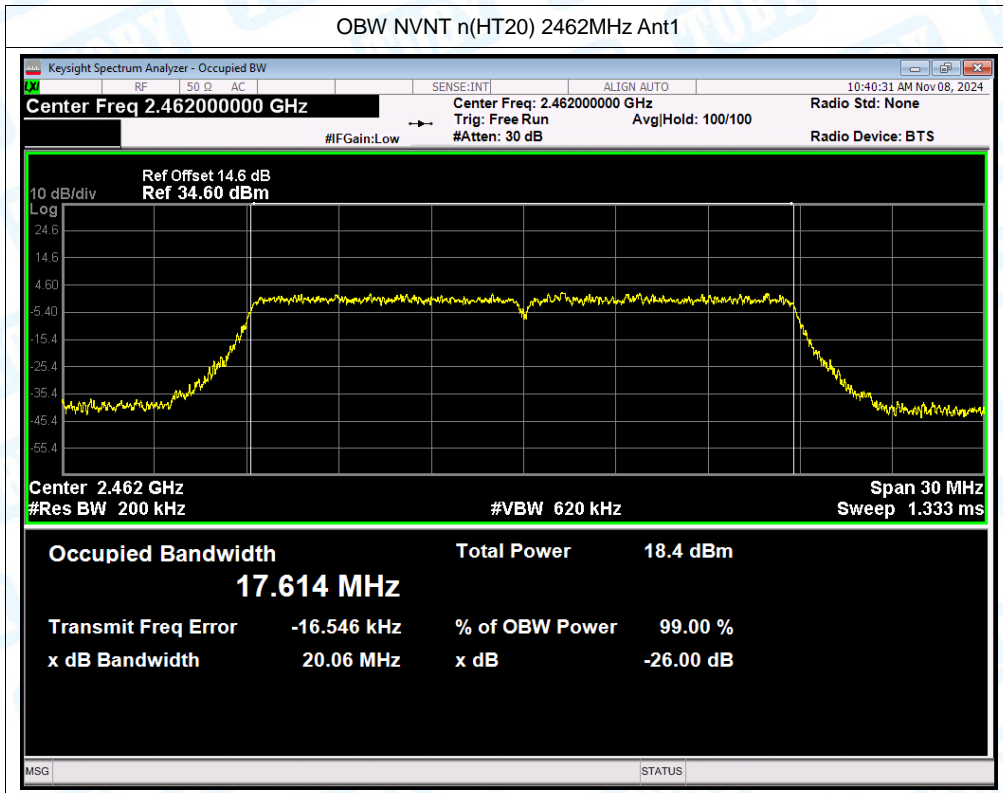 OBW NVNT n(HT20) 2462MHz Ant1
Keysight Spectrum Analyzer - Occupied BW
LXI RF 50 Ω AC SENSE:INT ALIGN AUTO 10:40:31 AM Nov 08, 2024
Center Freq 2.462000000 GHz Center Freq: 2.462000000 GHz Radio Std: None
Trig: Free Run Avg|Hold: 100/100
#IFGain:Low #Atten: 30 dB Radio Device: BTS
Ref Offset 14.6 dB
10 dB/div Ref 34.60 dBm
Log
24.6
14.6
4.60
-5.40
-15.4
-25.4
-35.4
-45.4
-55.4
Center 2.462 GHz Span 30 MHz
#Res BW 200 kHz #VBW 620 kHz Sweep 1.333 ms
Occupied Bandwidth Total Power 18.4 dBm
17.614 MHz
Transmit Freq Error -16.546 kHz % of OBW Power 99.00 %
x dB Bandwidth 20.06 MHz x dB -26.00 dB
MSG STATUS